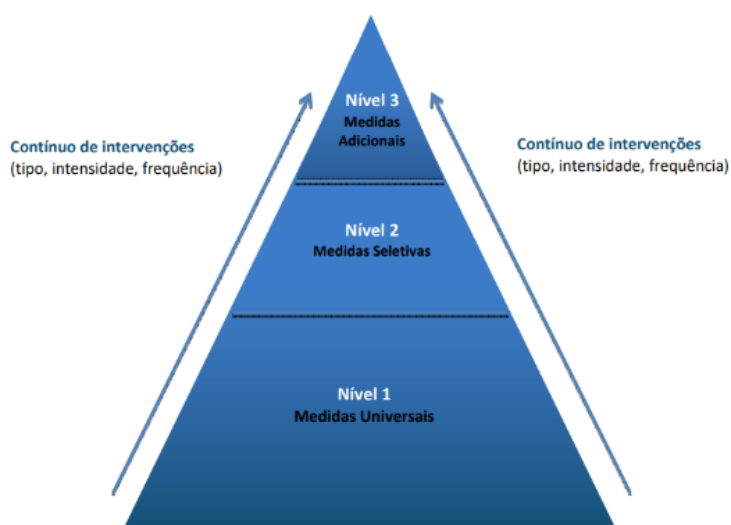 Nível 3
Medidas
Adicionais
Contínuo de intervenções
(tipo, intensidade, frequência)
Contínuo de intervenções
(tipo, intensidade, frequência)
Nível 2
Medidas Seletivas
Nível 1
Medidas Universais